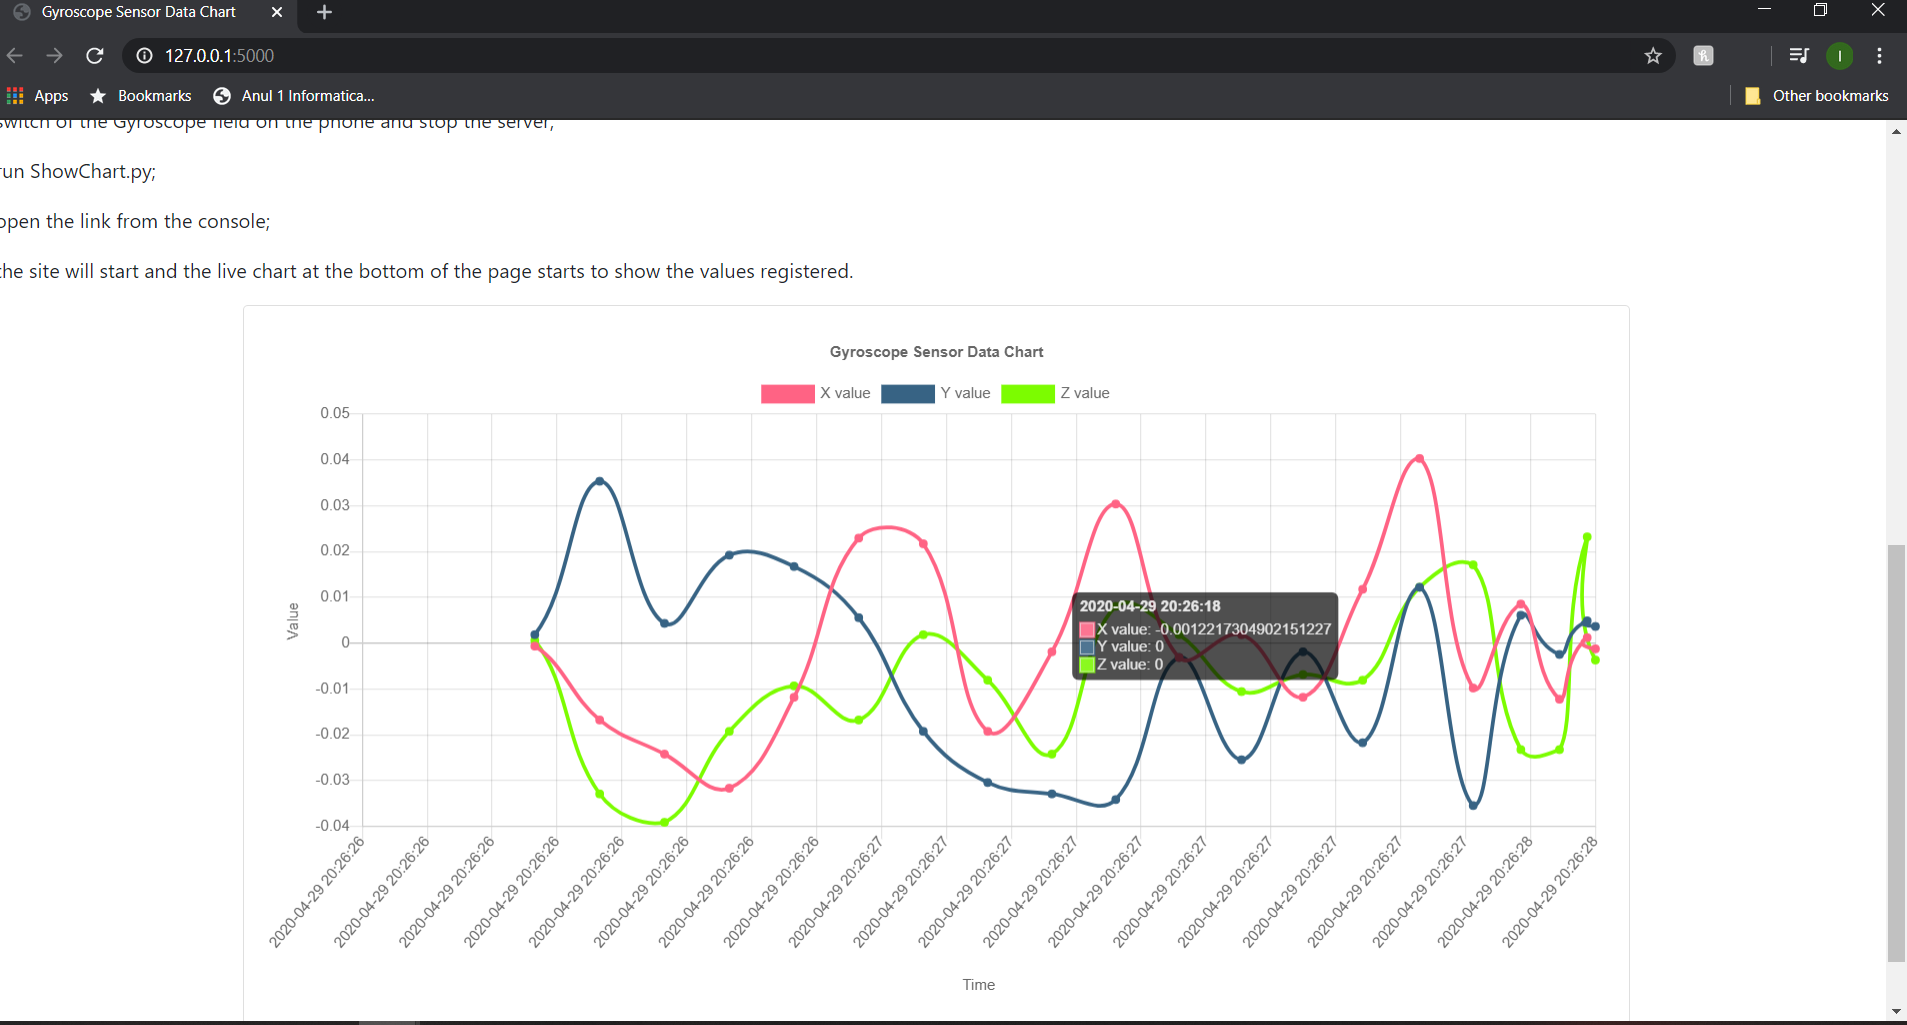 Gyroscope Sensor Data Chart
127.0.0.1:5000
Apps Bookmarks Anul 1 Informatica... Other bookmarks
switch of the Gyroscope field on the phone and stop the server;
run ShowChart.py;
open the link from the console;
the site will start and the live chart at the bottom of the page starts to show the values registered.
Gyroscope Sensor Data Chart
X value Y value Z value
0.05
0.04
0.03
0.02
0.01
0
-0.01
-0.02
-0.03
-0.04
Value
2020-04-29 20:26:18
X value: -0.0012217304902151227
Y value: 0
Z value: 0
2020-04-29 20:26:26
2020-04-29 20:26:26
2020-04-29 20:26:26
2020-04-29 20:26:26
2020-04-29 20:26:26
2020-04-29 20:26:26
2020-04-29 20:26:26
2020-04-29 20:26:26
2020-04-29 20:26:27
2020-04-29 20:26:27
2020-04-29 20:26:27
2020-04-29 20:26:27
2020-04-29 20:26:27
2020-04-29 20:26:27
2020-04-29 20:26:27
2020-04-29 20:26:27
2020-04-29 20:26:27
2020-04-29 20:26:27
2020-04-29 20:26:28
2020-04-29 20:26:28
Time